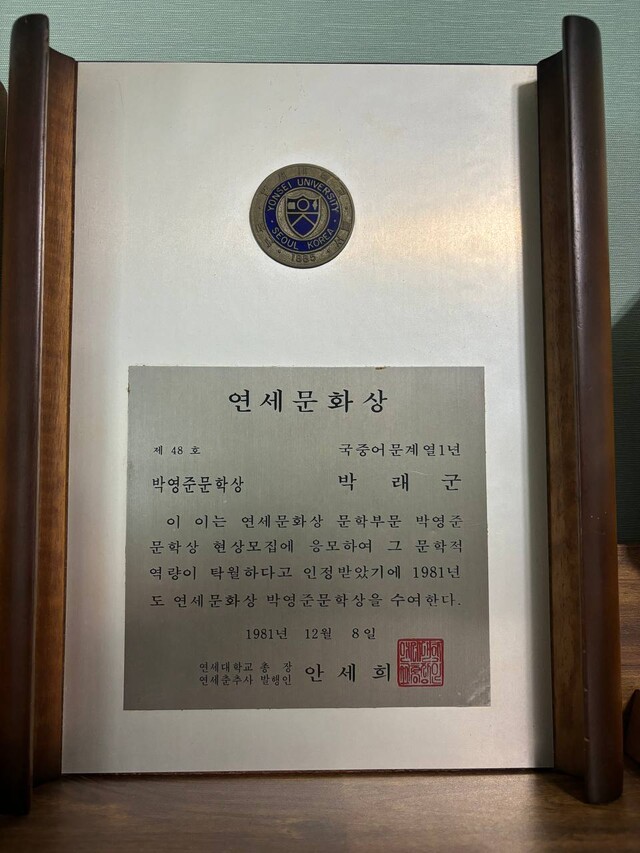 YONSEI UNIVERSITY
SEOUL KOREA
1885
연세문화상
제 48 호 국중어문계열1년
박영준문학상 박 래 군
이 이는 연세문화상 문학부문 박영준
문학상 현상모집에 응모하여 그 문학적
역량이 탁월하다고 인정받았기에 1981년
도 연세문화상 박영준문학상을 수여한다.
1981년 12월 8일
연세대학교 총 장
연세춘추사 발행인 안 세 희